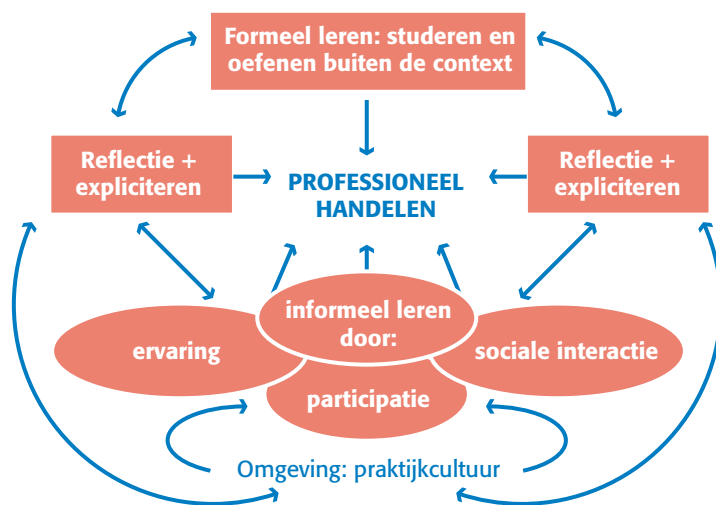 Formeel leren: studeren en
oefenen buiten de context
Reflectie +
expliciteren
PROFESSIONEEL
HANDELEN
Reflectie +
expliciteren
informeel leren
door:
ervaring
sociale interactie
participatie
Omgeving: praktijkcultuur